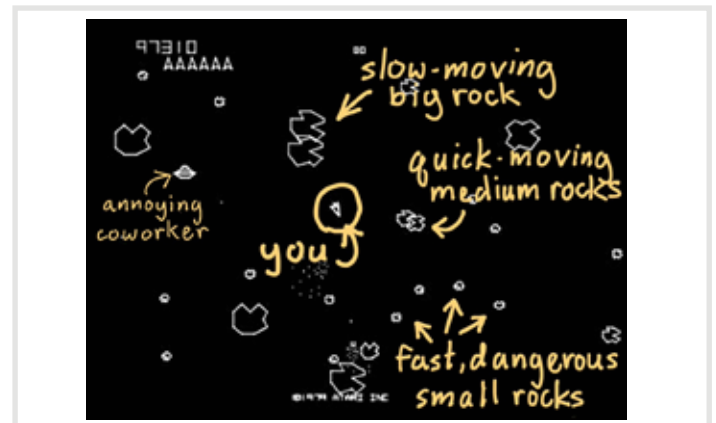 97310
00
AAAAAA
slow-moving
big rock
quick-moving
medium rocks
annoying
coworker
you
fast, dangerous
small rocks
©1979 ATARI INC